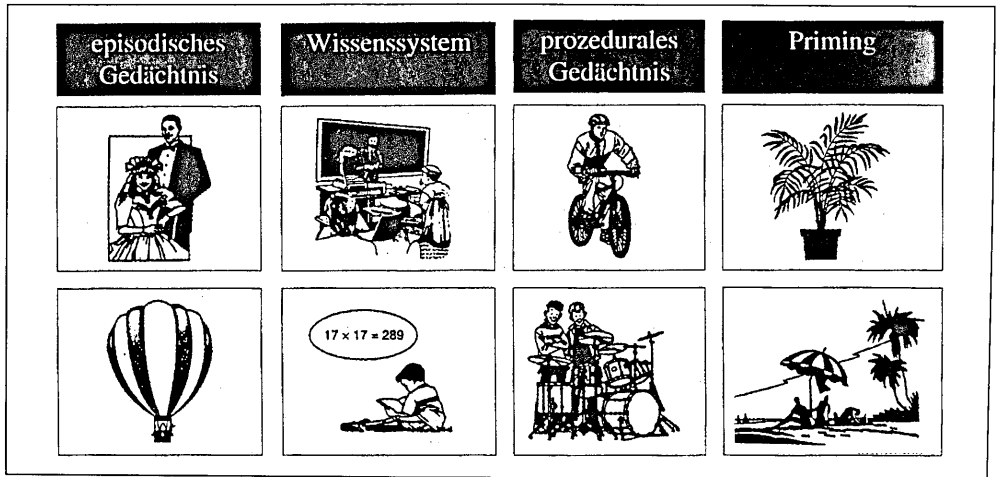 episodisches
Gedächtnis
Wissenssystem
prozedurales
Gedächtnis
Priming
17 × 17 = 289